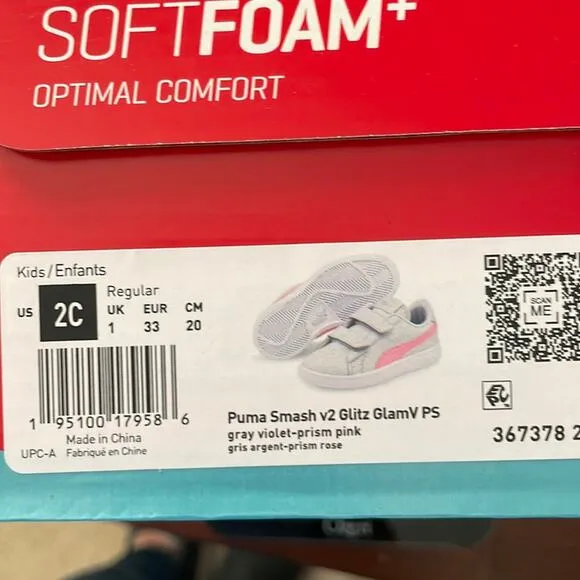 SOFTFOAM+
OPTIMAL COMFORT
Kids/Enfants
Regular
US 2C UK EUR CM
1 33 20
SCAN ME
1 95100 17958 6
Made in China
UPC-A Fabriqué en Chine
Puma Smash v2 Glitz GlamV PS
gray violet-prism pink
gris argent-prism rose
367378 2